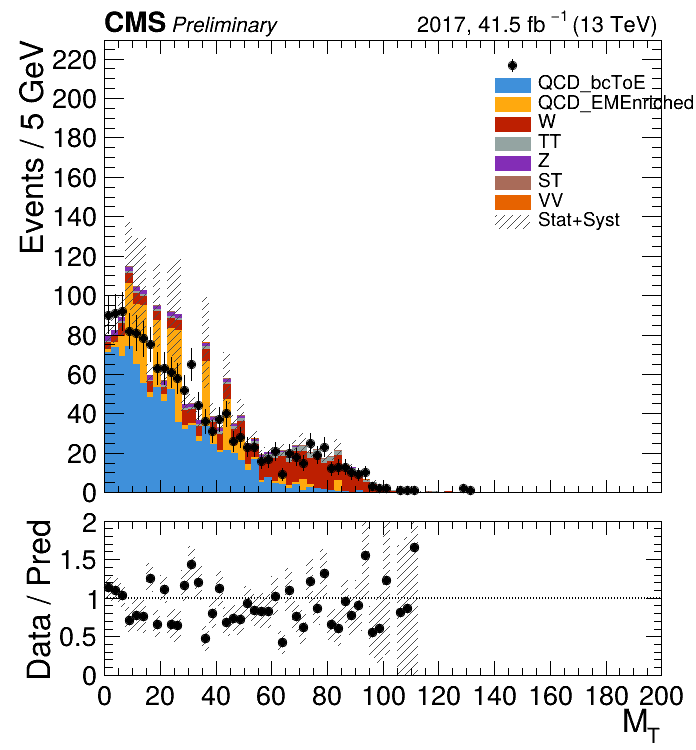 CMS Preliminary 2017, 41.5 fb⁻¹ (13 TeV)
Events / 5 GeV
220
200
180
160
140
120
100
80
60
40
20
0
QCD_bcToE
QCD_EMEnriched
W
TT
Z
ST
VV
Stat+Syst
Data / Pred
2
1.5
1
0.5
0
0 20 40 60 80 100 120 140 160 180 200
M_T